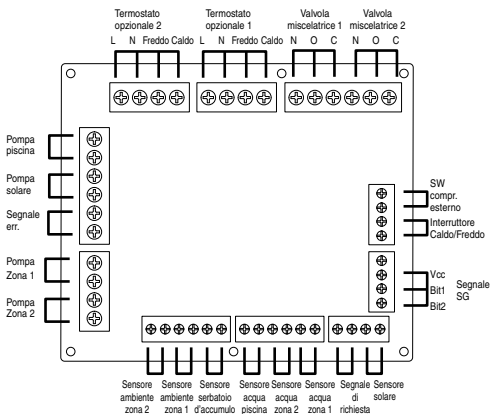 Termostato Termostato Valvola Valvola
opzionale 2 opzionale 1 miscelatrice 1 miscelatrice 2
L N Freddo Caldo L N Freddo Caldo N O C N O C
Pompa
piscina
Pompa
solare
Segnale
err.
Pompa
Zona 1
Pompa
Zona 2
SW
compr.
esterno
Interruttore
Caldo/Freddo
Vcc
Bit1
Bit2
Segnale
SG
Sensore Sensore Sensore Sensore Sensore Sensore Segnale Sensore
ambiente ambiente serbatoio acqua acqua acqua di solare
zona 2 zona 1 d'accumulo piscina zona 2 zona 1 richiesta